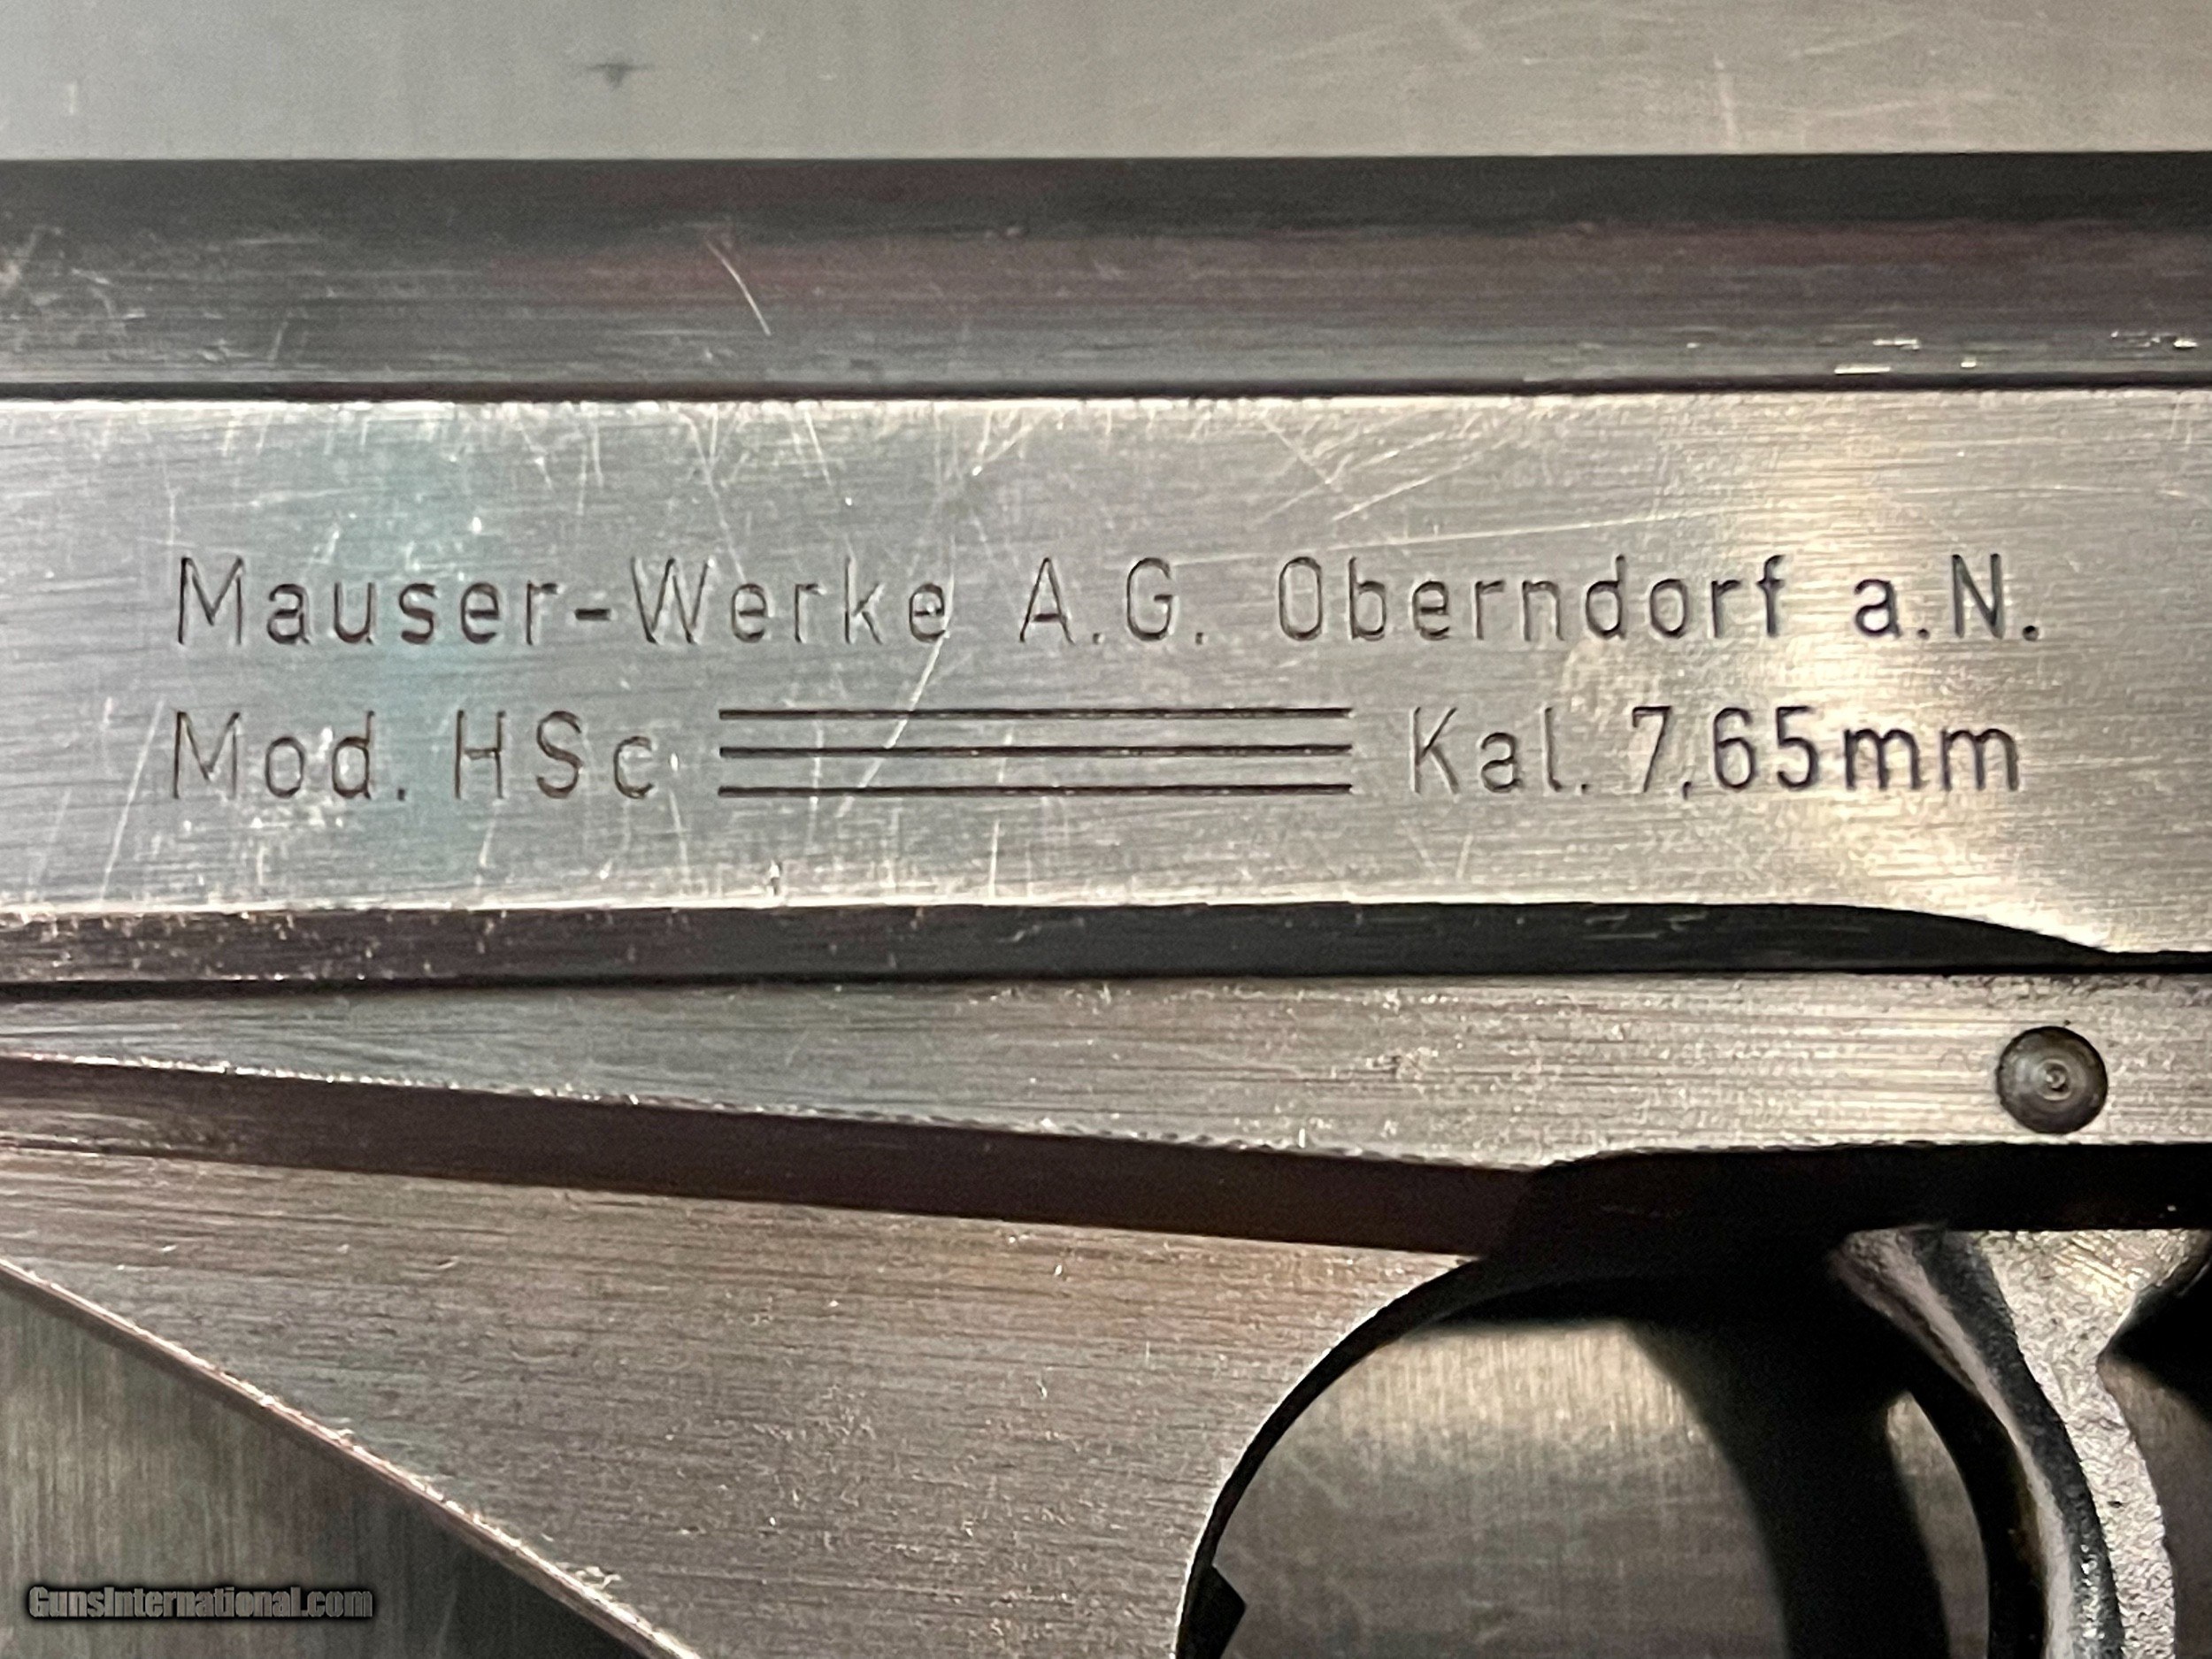 Mauser-Werke A.G. Oberndorf a.N.
Mod. HSc Kal. 7,65mm
GunsInternational.com